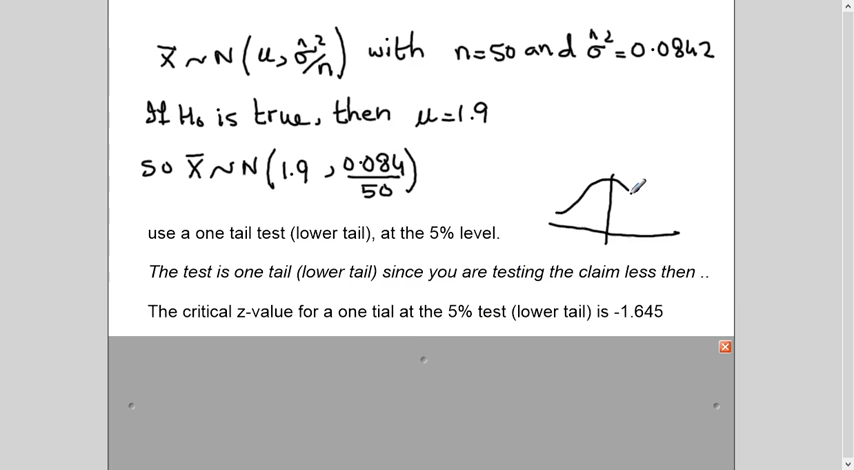 X̄ ~ N(μ, σ̂²/n) with n=50 and σ̂²=0.0842
If H₀ is true, then μ=1.9
so X̄ ~ N(1.9, 0.084/50)
use a one tail test (lower tail), at the 5% level.
The test is one tail (lower tail) since you are testing the claim less then ..
The critical z-value for a one tial at the 5% test (lower tail) is -1.645